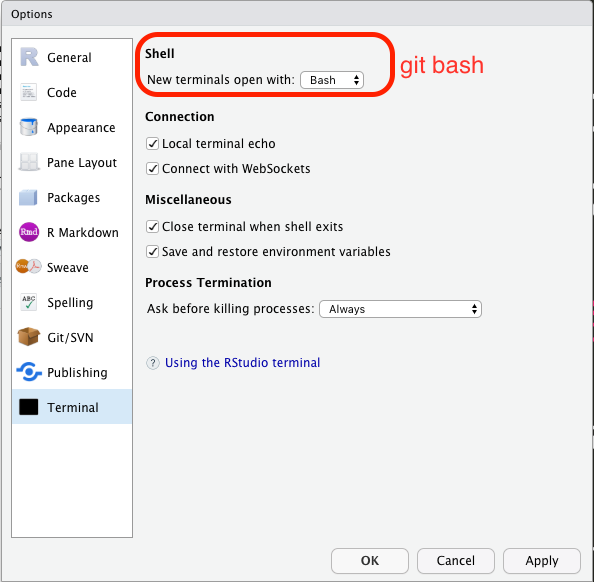 Options
General
Code
Appearance
Pane Layout
Packages
Rmd R Markdown
Sweave
ABC Spelling
Git/SVN
Publishing
Terminal
Shell
New terminals open with: Bash
git bash
Connection
Local terminal echo
Connect with WebSockets
Miscellaneous
Close terminal when shell exits
Save and restore environment variables
Process Termination
Ask before killing processes: Always
? Using the RStudio terminal
OK Cancel Apply